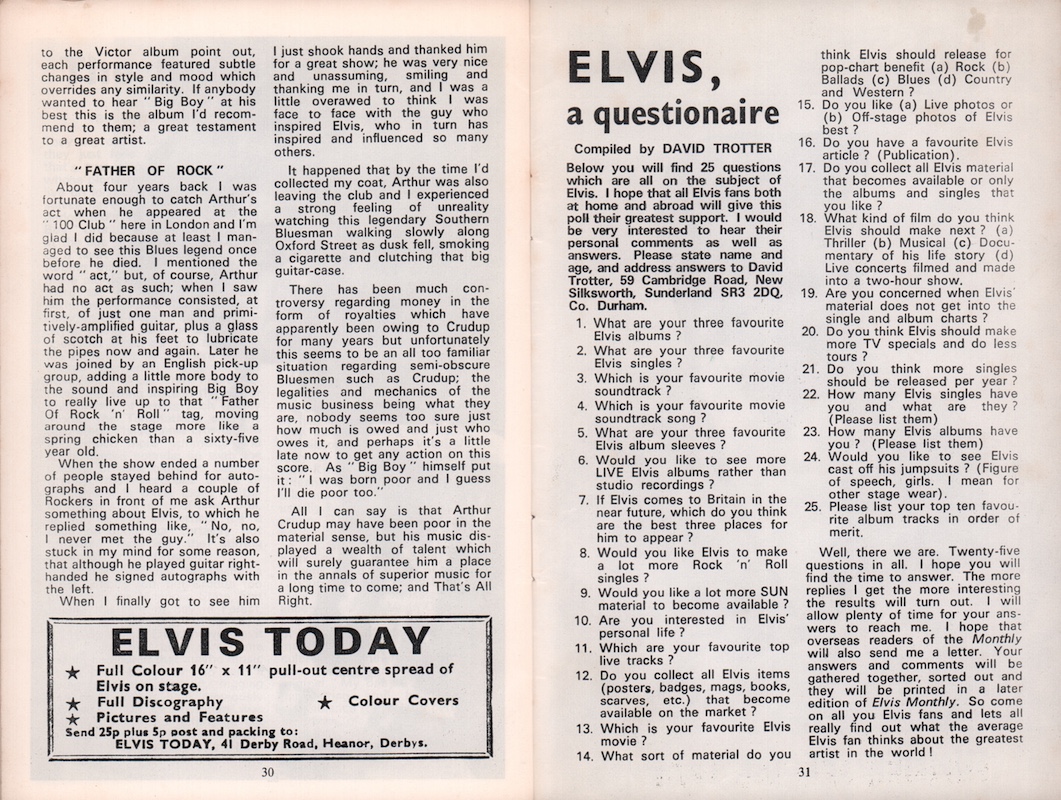 to the Victor album point out,
each performance featured subtle
changes in style and mood which
overrides any similarity. If anybody
wanted to hear "Big Boy" at his
best this is the album I'd recom-
mend to them; a great testament
to a great artist.
"FATHER OF ROCK"
About four years back I was
fortunate enough to catch Arthur's
act when he appeared at the
"100 Club" here in London and I'm
glad I did because at least I man-
aged to see this Blues legend once
before he died. I mentioned the
word "act," but, of course, Arthur
had no act as such; when I saw
him the performance consisted, at
first, of just one man and primi-
tively-amplified guitar, plus a glass
of scotch at his feet to lubricate
the pipes now and again. Later he
was joined by an English pick-up
group, adding a little more body to
the sound and inspiring Big Boy
to really live up to that "Father
Of Rock 'n' Roll" tag, moving
around the stage more like a
spring chicken than a sixty-five
year old.
When the show ended a number
of people stayed behind for auto-
graphs and I heard a couple of
Rockers in front of me ask Arthur
something about Elvis, to which he
replied something like, "No, no,
I never met the guy." It's also
stuck in my mind for some reason,
that although he played guitar right-
handed he signed autographs with
the left.
When I finally got to see him
I just shook hands and thanked him
for a great show; he was very nice
and unassuming, smiling and
thanking me in turn, and I was a
little overawed to think I was
face to face with the guy who
inspired Elvis, who in turn has
inspired and influenced so many
others.
It happened that by the time I'd
collected my coat, Arthur was also
leaving the club and I experienced
a strong feeling of unreality
watching this legendary Southern
Bluesman walking slowly along
Oxford Street as dusk fell, smoking
a cigarette and clutching that big
guitar-case.
There has been much con-
troversy regarding money in the
form of royalties which have
apparently been owing to Crudup
for many years but unfortunately
this seems to be an all too familiar
situation regarding semi-obscure
Bluesmen such as Crudup; the
legalities and mechanics of the
music business being what they
are, nobody seems to sure just
how much is owed and just who
owes it, and perhaps it's a little
late now to get any action on this
score. As "Big Boy" himself put
it: "I was born poor and I guess
I'll die poor too."
All I can say is that Arthur
Crudup may have been poor in the
material sense, but his music dis-
played a wealth of talent which
will surely guarantee him a place
in the annals of superior music for
a long time to come; and That's All
Right.
ELVIS TODAY
★ Full Colour 16" x 11" pull-out centre spread of
Elvis on stage.
★ Full Discography ★ Colour Covers
★ Pictures and Features
Send 25p plus 5p post and packing to:
ELVIS TODAY, 41 Derby Road, Heanor, Derbys.
30
ELVIS,
a questionaire
Compiled by DAVID TROTTER
Below you will find 25 questions
which are all on the subject of
Elvis. I hope that all Elvis fans both
at home and abroad will give this
poll their greatest support. I would
be very interested to hear their
personal comments as well as
answers. Please state name and
age, and address answers to David
Trotter, 59 Cambridge Road, New
Silksworth, Sunderland SR3 2DQ,
Co. Durham.
1. What are your three favourite
Elvis albums ?
2. What are your three favourite
Elvis singles ?
3. Which is your favourite movie
soundtrack ?
4. Which is your favourite movie
soundtrack song ?
5. What are your three favourite
Elvis album sleeves ?
6. Would you like to see more
LIVE Elvis albums rather than
studio recordings ?
7. If Elvis comes to Britain in the
near future, which do you think
are the best three places for
him to appear ?
8. Would you like Elvis to make
a lot more Rock 'n' Roll
singles ?
9. Would you like a lot more SUN
material to become available ?
10. Are you interested in Elvis'
personal life ?
11. Which are your favourite top
live tracks ?
12. Do you collect all Elvis items
(posters, badges, mags, books,
scarves, etc.) that become
available on the market ?
13. Which is your favourite Elvis
movie ?
14. What sort of material do you
think Elvis should release for
pop-chart benefit (a) Rock (b)
Ballads (c) Blues (d) Country
and Western ?
15. Do you like (a) Live photos or
(b) Off-stage photos of Elvis
best ?
16. Do you have a favourite Elvis
article ? (Publication).
17. Do you collect all Elvis material
that becomes available or only
the albums and singles that
you like ?
18. What kind of film do you think
Elvis should make next ? (a)
Thriller (b) Musical (c) Docu-
mentary of his life story (d)
Live concerts filmed and made
into a two-hour show.
19. Are you concerned when Elvis'
material does not get into the
single and album charts ?
20. Do you think Elvis should make
more TV specials and do less
tours ?
21. Do you think more singles
should be released per year ?
22. How many Elvis singles have
you and what are they ?
(Please list them)
23. How many Elvis albums have
you ? (Please list them)
24. Would you like to see Elvis
cast off his jumpsuits ? (Figure
of speech, girls. I mean for
other stage wear).
25. Please list your top ten favou-
rite album tracks in order of
merit.
Well, there we are. Twenty-five
questions in all. I hope you will
find the time to answer. The more
replies I get the more interesting
the results will turn out. I will
allow plenty of time for your ans-
wers to reach me. I hope that
overseas readers of the Monthly
will also send me a letter. Your
answers and comments will be
gathered together, sorted out and
they will be printed in a later
edition of Elvis Monthly. So come
on all you Elvis fans and lets all
really find out what the average
Elvis fan thinks about the greatest
artist in the world !
31